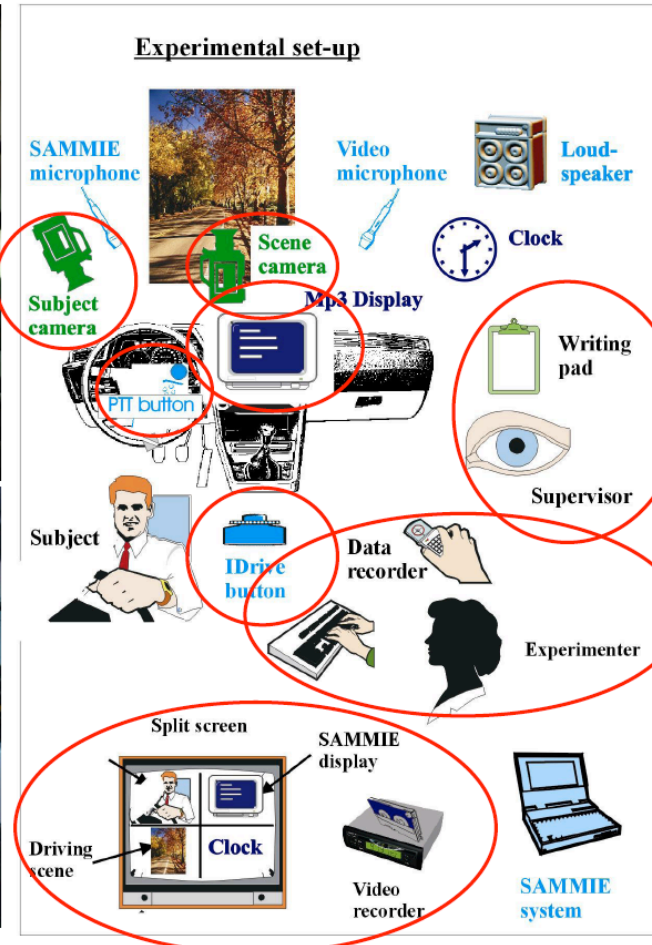 Experimental set-up
SAMMIE
microphone
Video
microphone
Loud-
speaker
Scene
camera
Clock
Subject
camera
Mp3 Display
Writing
pad
PTT button
Supervisor
Subject
IDrive
button
Data
recorder
Experimenter
Split screen
SAMMIE
display
Driving
scene
Clock
Video
recorder
SAMMIE
system